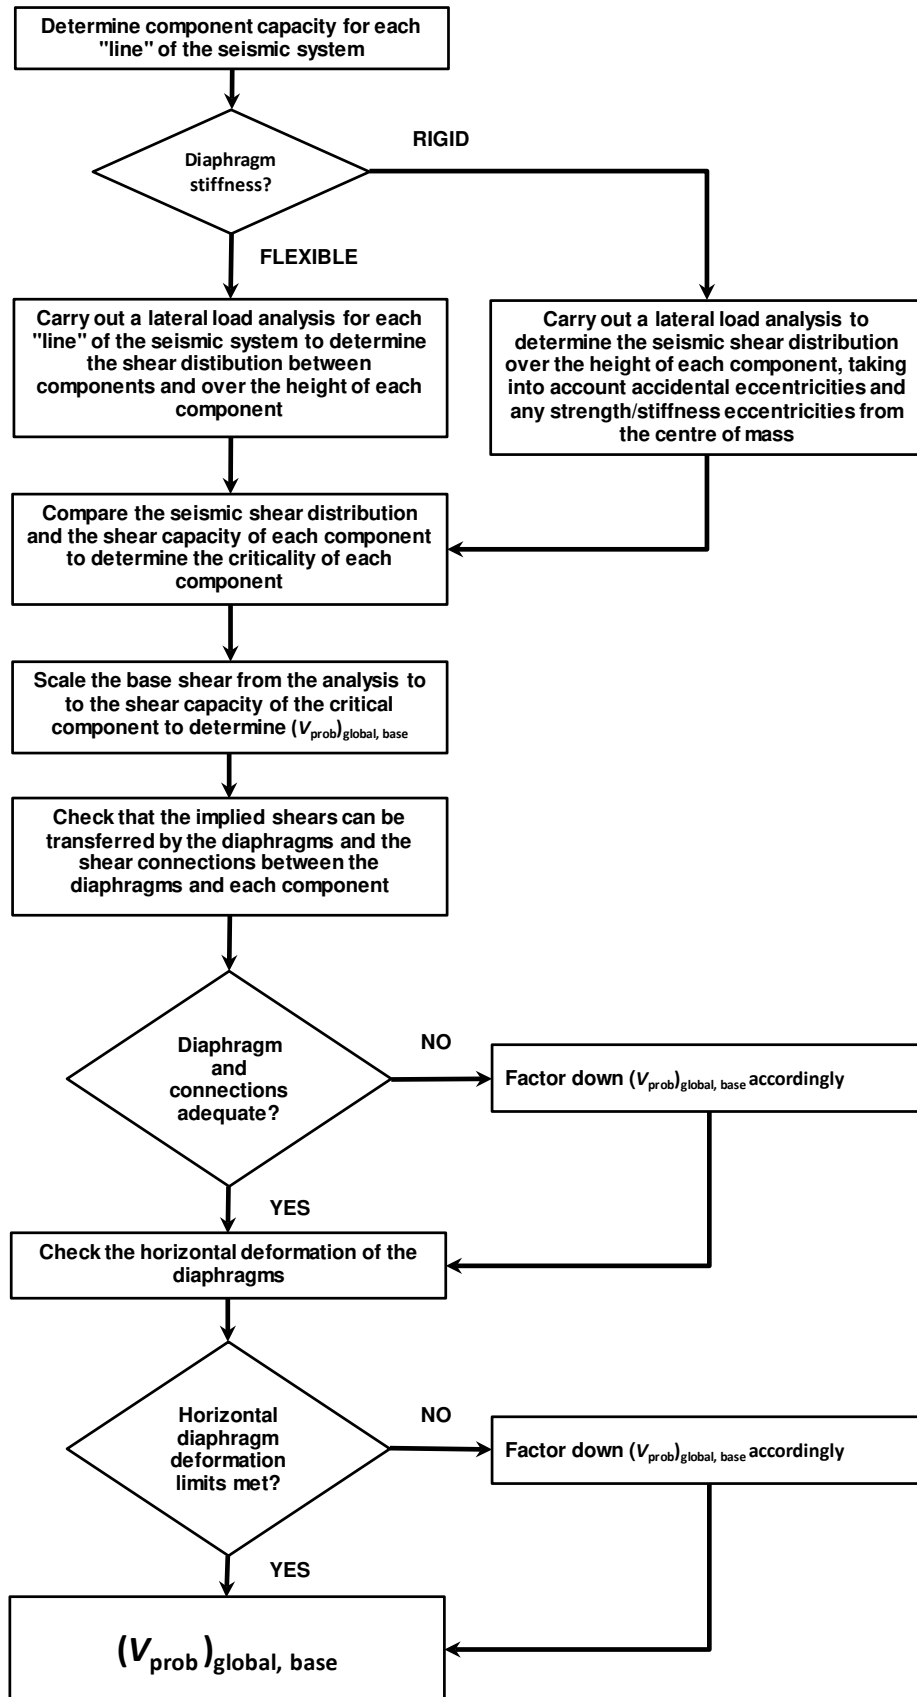 Determine component capacity for each
"line" of the seismic system
Diaphragm
stiffness?
RIGID
FLEXIBLE
Carry out a lateral load analysis for each
"line" of the seismic system to determine
the shear distibution between
components and over the height of each
component
Carry out a lateral load analysis to
determine the seismic shear distribution
over the height of each component, taking
into account accidental eccentricities and
any strength/stiffness eccentricities from
the centre of mass
Compare the seismic shear distribution
and the shear capacity of each component
to determine the criticality of each
component
Scale the base shear from the analysis to
to the shear capacity of the critical
component to determine (Vprob)global, base
Check that the implied shears can be
transferred by the diaphragms and the
shear connections between the
diaphragms and each component
Diaphragm
and
connections
adequate?
NO
Factor down (Vprob)global, base accordingly
YES
Check the horizontal deformation of the
diaphragms
Horizontal
diaphragm
deformation
limits met?
NO
Factor down (Vprob)global, base accordingly
YES
(Vprob)global, base